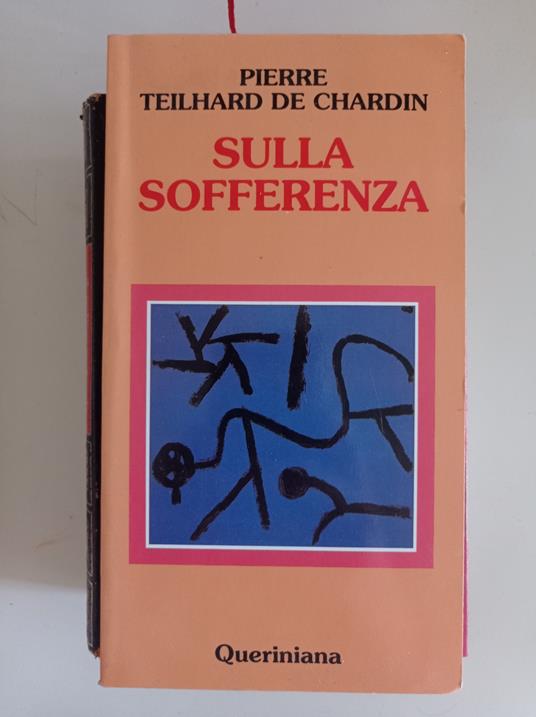 PIERRE
TEILHARD DE CHARDIN
SULLA
SOFFERENZA
Queriniana